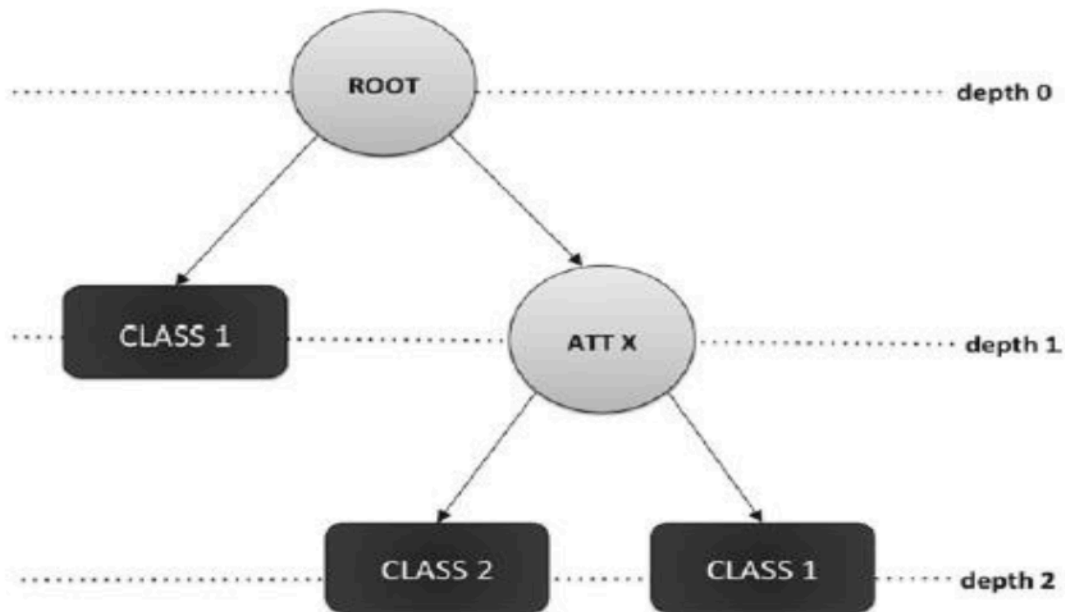 ROOT
depth 0
CLASS 1
ATT X
depth 1
CLASS 2
CLASS 1
depth 2